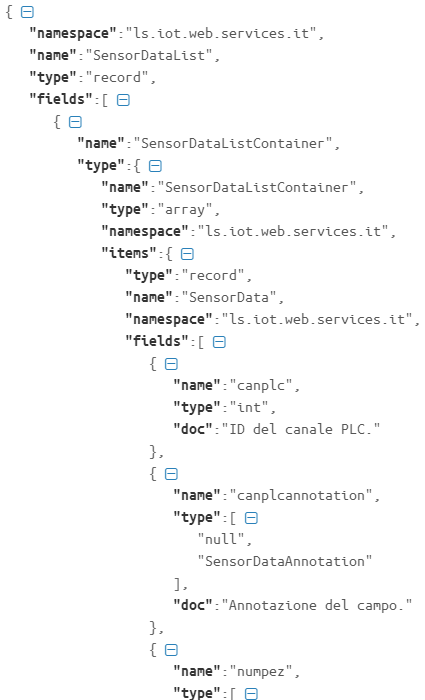 {
"namespace":"ls.iot.web.services.it",
"name":"SensorDataList",
"type":"record",
"fields":[
{
"name":"SensorDataListContainer",
"type":{
"name":"SensorDataListContainer",
"type":"array",
"namespace":"ls.iot.web.services.it",
"items":{
"type":"record",
"name":"SensorData",
"namespace":"ls.iot.web.services.it",
"fields":[
{
"name":"canplc",
"type":"int",
"doc":"ID del canale PLC."
},
{
"name":"canplcannotation",
"type":[
"null",
"SensorDataAnnotation"
],
"doc":"Annotazione del campo."
},
{
"name":"numpez",
"type":[